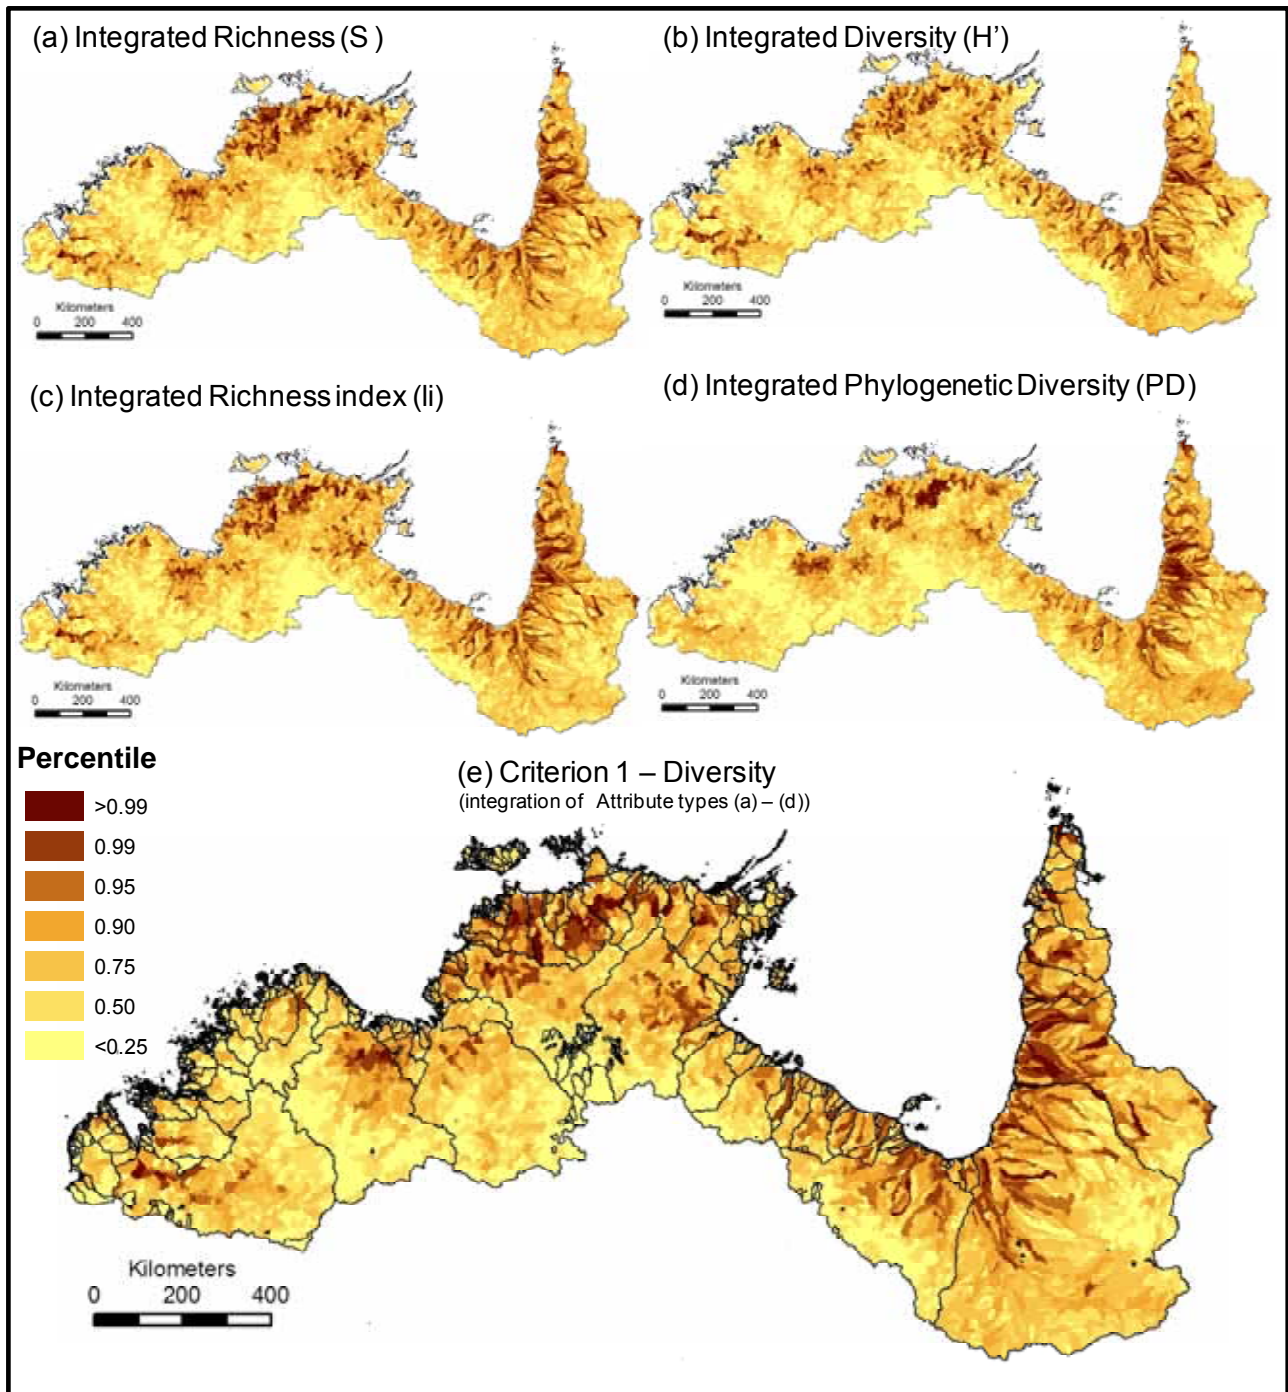 (a) Integrated Richness (S )
(b) Integrated Diversity (H’)
Kilometers
0 200 400
Kilometers
0 200 400
(c) Integrated Richness index (Ii)
(d) Integrated Phylogenetic Diversity (PD)
Kilometers
0 200 400
Kilometers
0 200 400
Percentile
>0.99
0.99
0.95
0.90
0.75
0.50
<0.25
(e) Criterion 1 – Diversity
(integration of Attribute types (a) – (d))
Kilometers
0 200 400